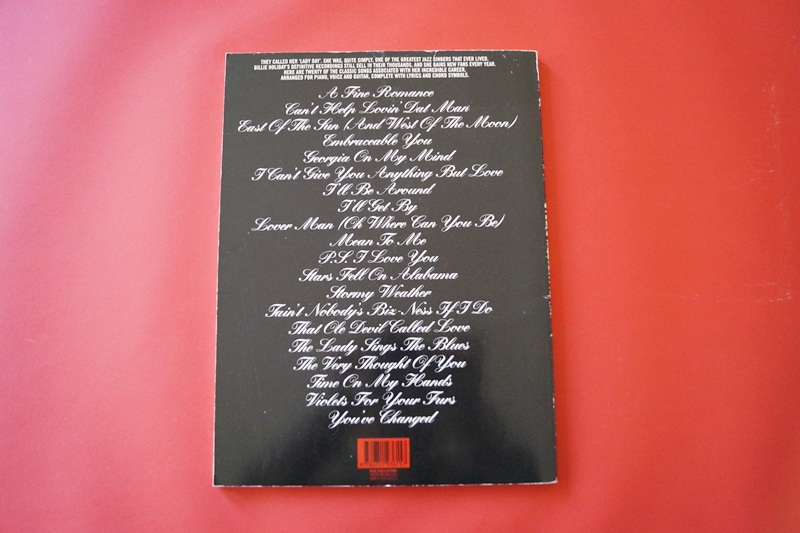 THEY CALLED HER 'LADY DAY'. SHE WAS, QUITE SIMPLY, ONE OF THE GREATEST JAZZ SINGERS THAT EVER LIVED.
BILLIE HOLIDAY'S DEFINITIVE RECORDINGS STILL SELL IN THEIR THOUSANDS, AND SHE GAINS NEW FANS EVERY YEAR.
HERE ARE TWENTY OF THE CLASSIC SONGS ASSOCIATED WITH HER INCREDIBLE CAREER,
ARRANGED FOR PIANO, VOICE AND GUITAR, COMPLETE WITH LYRICS AND CHORD SYMBOLS.
A Fine Romance
Can't Help Lovin' Dat Man
East Of The Sun (And West Of The Moon)
Embraceable You
Georgia On My Mind
I Can't Give You Anything But Love
I'll Be Around
I'll Get By
Lover Man (Oh Where Can You Be)
Mean To Me
P.S. I Love You
Stars Fell On Alabama
Stormy Weather
Tain't Nobody's Biz-Ness If I Do
That Ole Devil Called Love
The Lady Sings The Blues
The Very Thought Of You
Time On My Hands
Violets For Your Furs
You've Changed